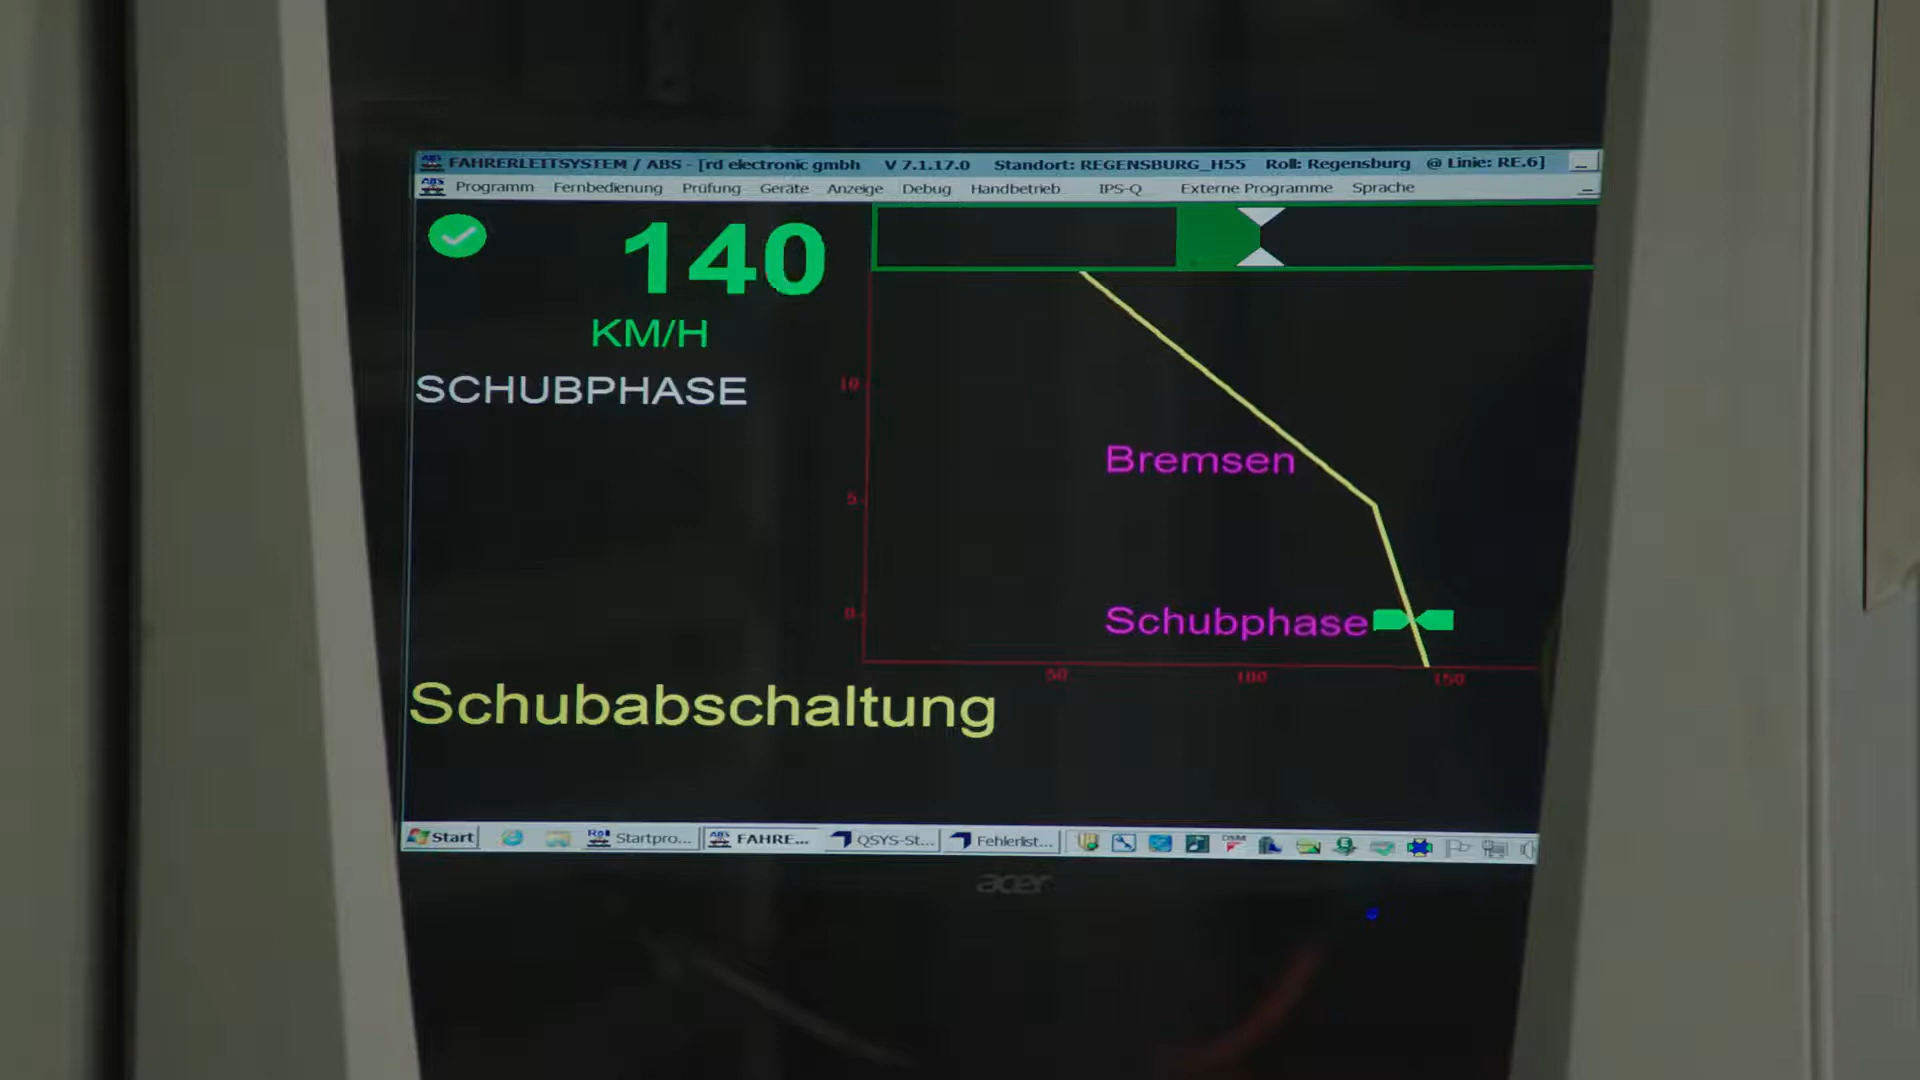 FAHRERLEITSYSTEM / ABS - [rd electronic gmbh V 7.1.17.0 Standort: REGENSBURG_H55 Roll: Regensburg @ Linie: RE.6]
Programm Fernbedienung Prüfung Geräte Anzeige Debug Handbetrieb IPS-Q Externe Programme Sprache
140
KM/H
SCHUBPHASE
10
Bremsen
5
Schubphase
0
50 100 150
Schubabschaltung
Start Startpro... FAHRE... QSYS-St... Fehlerlist...
acer